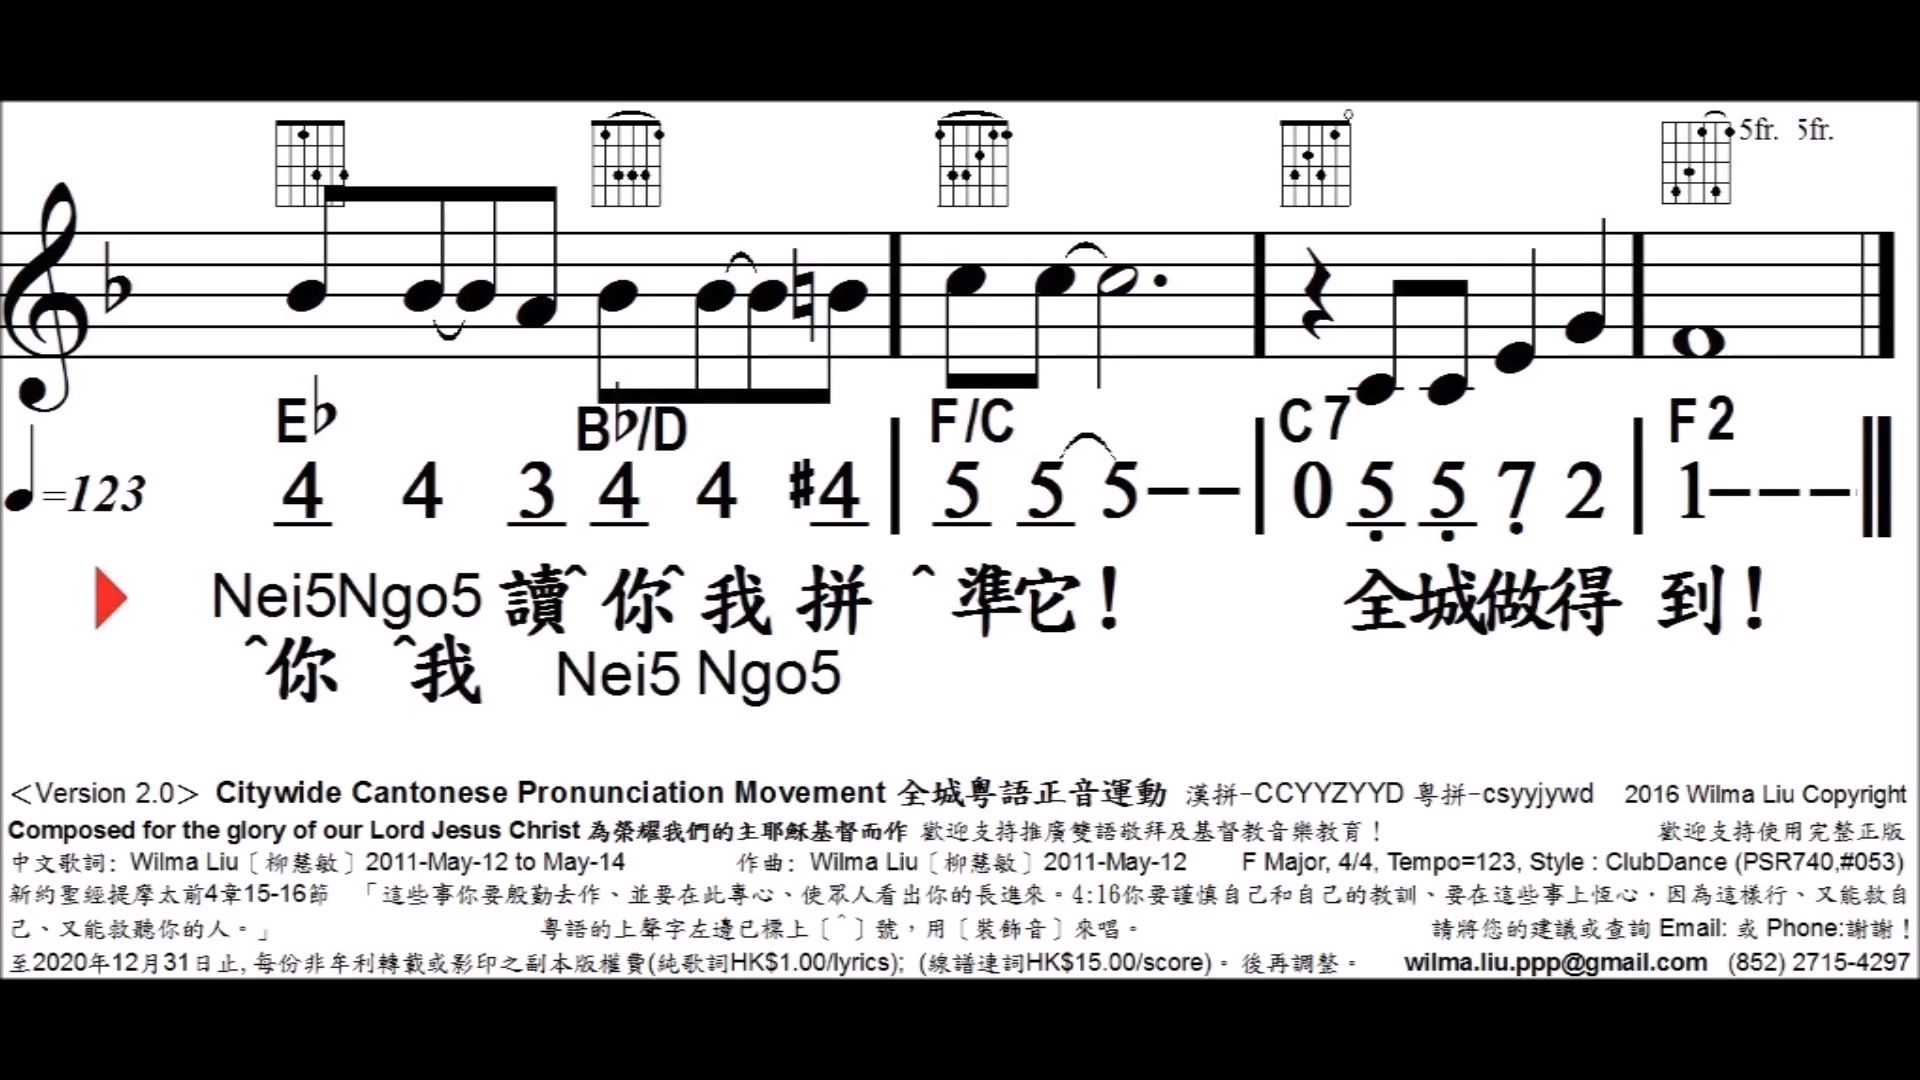 5fr. 5fr.
E♭ B♭/D F/C C7 F2
♩=123 4 4 3 4 4 #4 | 5 5 5-- | 0 5 5 7 2 | 1---
Nei5Ngo5 讀^你^我 拼 ^準它! 全城做得 到!
^你 ^我 Nei5 Ngo5
<Version 2.0> Citywide Cantonese Pronunciation Movement 全城粵語正音運動 漢拼-CCYYZYYD 粵拼-csyyjywd 2016 Wilma Liu Copyright
Composed for the glory of our Lord Jesus Christ 為榮耀我們的主耶穌基督而作 歡迎支持推廣雙語敬拜及基督教音樂教育! 歡迎支持使用完整正版
中文歌詞: Wilma Liu〔柳慧敏〕2011-May-12 to May-14 作曲: Wilma Liu〔柳慧敏〕2011-May-12 F Major, 4/4, Tempo=123, Style : ClubDance (PSR740,#053)
新約聖經提摩太前4章15-16節 「這些事你要殷勤去作、並要在此專心、使眾人看出你的長進來。4:16你要謹慎自己和自己的教訓、要在這些事上恆心.因為這樣行、又能救自
己、又能救聽你的人。」 粵語的上聲字左邊已標上〔^〕號,用〔裝飾音〕來唱。 請將您的建議或查詢 Email: 或 Phone:謝謝!
至2020年12月31日止, 每份非牟利轉載或影印之副本版權費(純歌詞HK$1.00/lyrics); (線譜連詞HK$15.00/score)。後再調整。 wilma.liu.ppp@gmail.com (852) 2715-4297